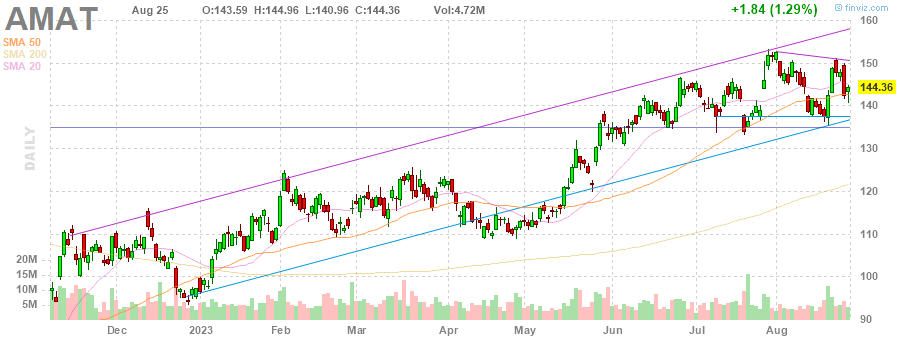 AMAT Aug 25 O:143.59 H:144.96 L:140.96 C:144.36 Vol:4.72M +1.84 (1.29%) © finviz.com
SMA 50
SMA 200
SMA 20
DAILY
160
150
144.36
140
130
120
110
100
90
20M
15M
10M
5M
Dec 2023 Feb Mar Apr May Jun Jul Aug